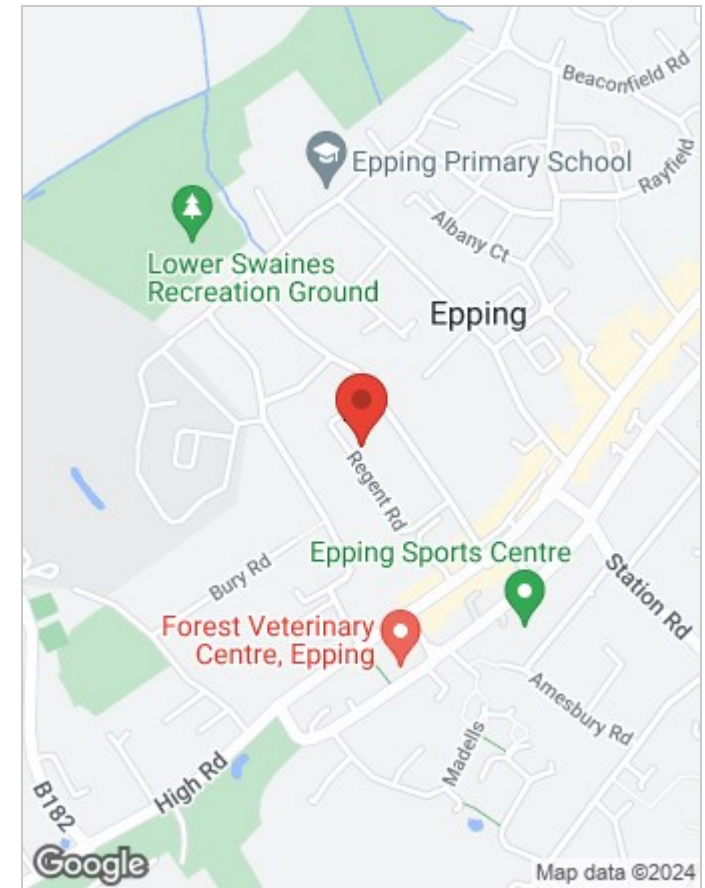 Beaconfield Rd
Epping Primary School
Rayfield
Albany Ct
Lower Swaines
Recreation Ground
Epping
Regent Rd
Epping Sports Centre
Bury Rd
Station Rd
Forest Veterinary
Centre, Epping
Amesbury Rd
Madells
High Rd
B182
Google
Map data ©2024